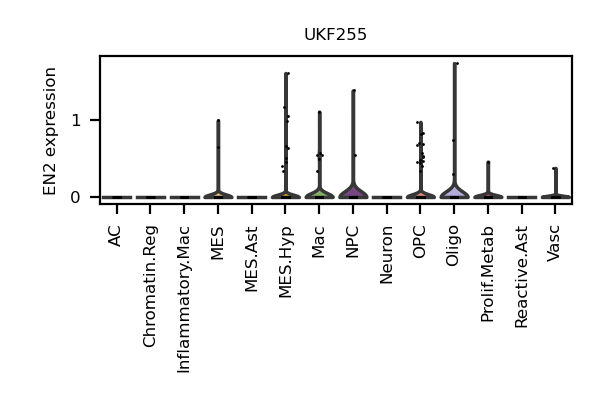 UKF255
EN2 expression
1
0
AC
Chromatin.Reg
Inflammatory.Mac
MES
MES.Ast
MES.Hyp
Mac
NPC
Neuron
OPC
Oligo
Prolif.Metab
Reactive.Ast
Vasc